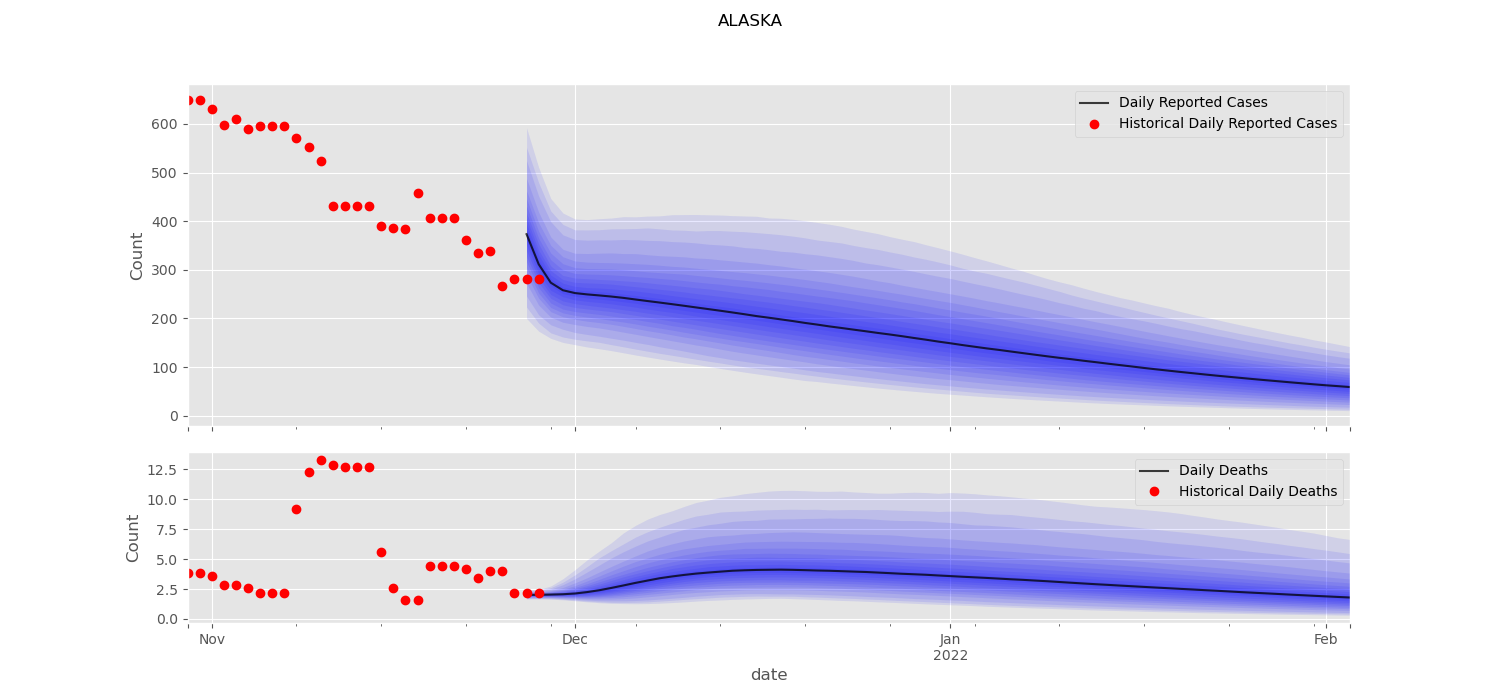 ALASKA
Count
600
500
400
300
200
100
0
Daily Reported Cases
Historical Daily Reported Cases
Count
12.5
10.0
7.5
5.0
2.5
0.0
Daily Deaths
Historical Daily Deaths
Nov
Dec
Jan
2022
Feb
date